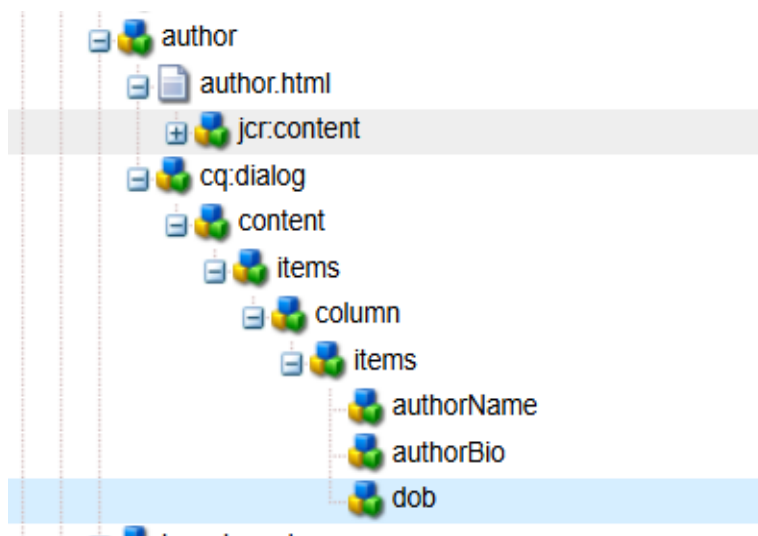 author
author.html
jcr:content
cq:dialog
content
items
column
items
authorName
authorBio
dob